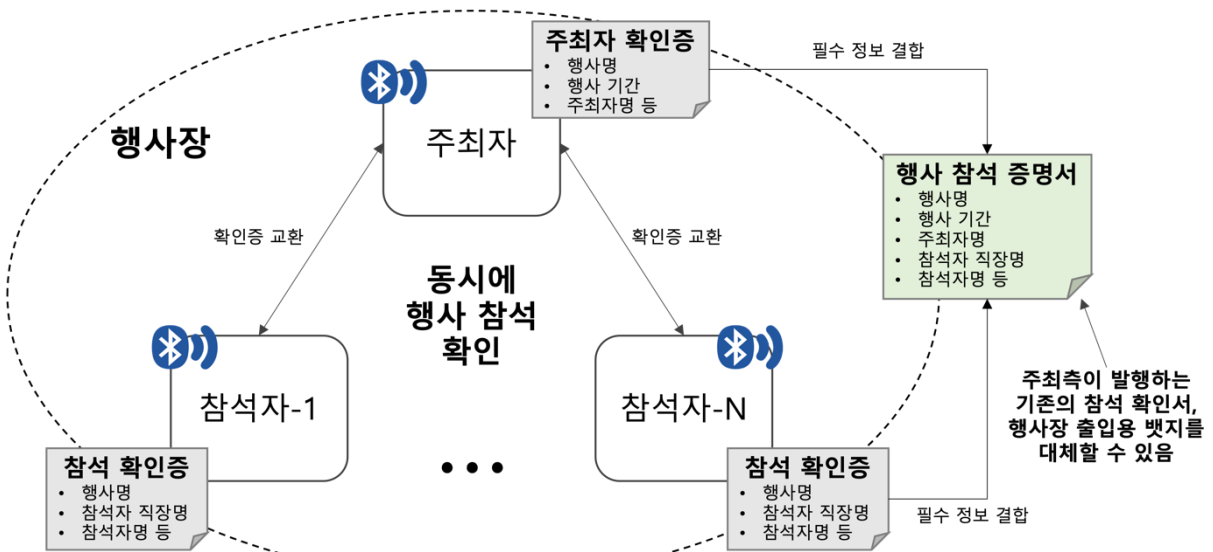 주최자 확인증
• 행사명
• 행사 기간
• 주최자명 등
필수 정보 결합
주최자
행사장
행사 참석 증명서
• 행사명
• 행사 기간
• 주최자명
• 참석자 직장명
• 참석자명 등
확인증 교환
확인증 교환
동시에
행사 참석
확인
참석자-1
참석자-N
주최측이 발행하는
기존의 참석 확인서,
행사장 출입용 뱃지를
대체할 수 있음
참석 확인증
• 행사명
• 참석자 직장명
• 참석자명 등
참석 확인증
• 행사명
• 참석자 직장명
• 참석자명 등
필수 정보 결합